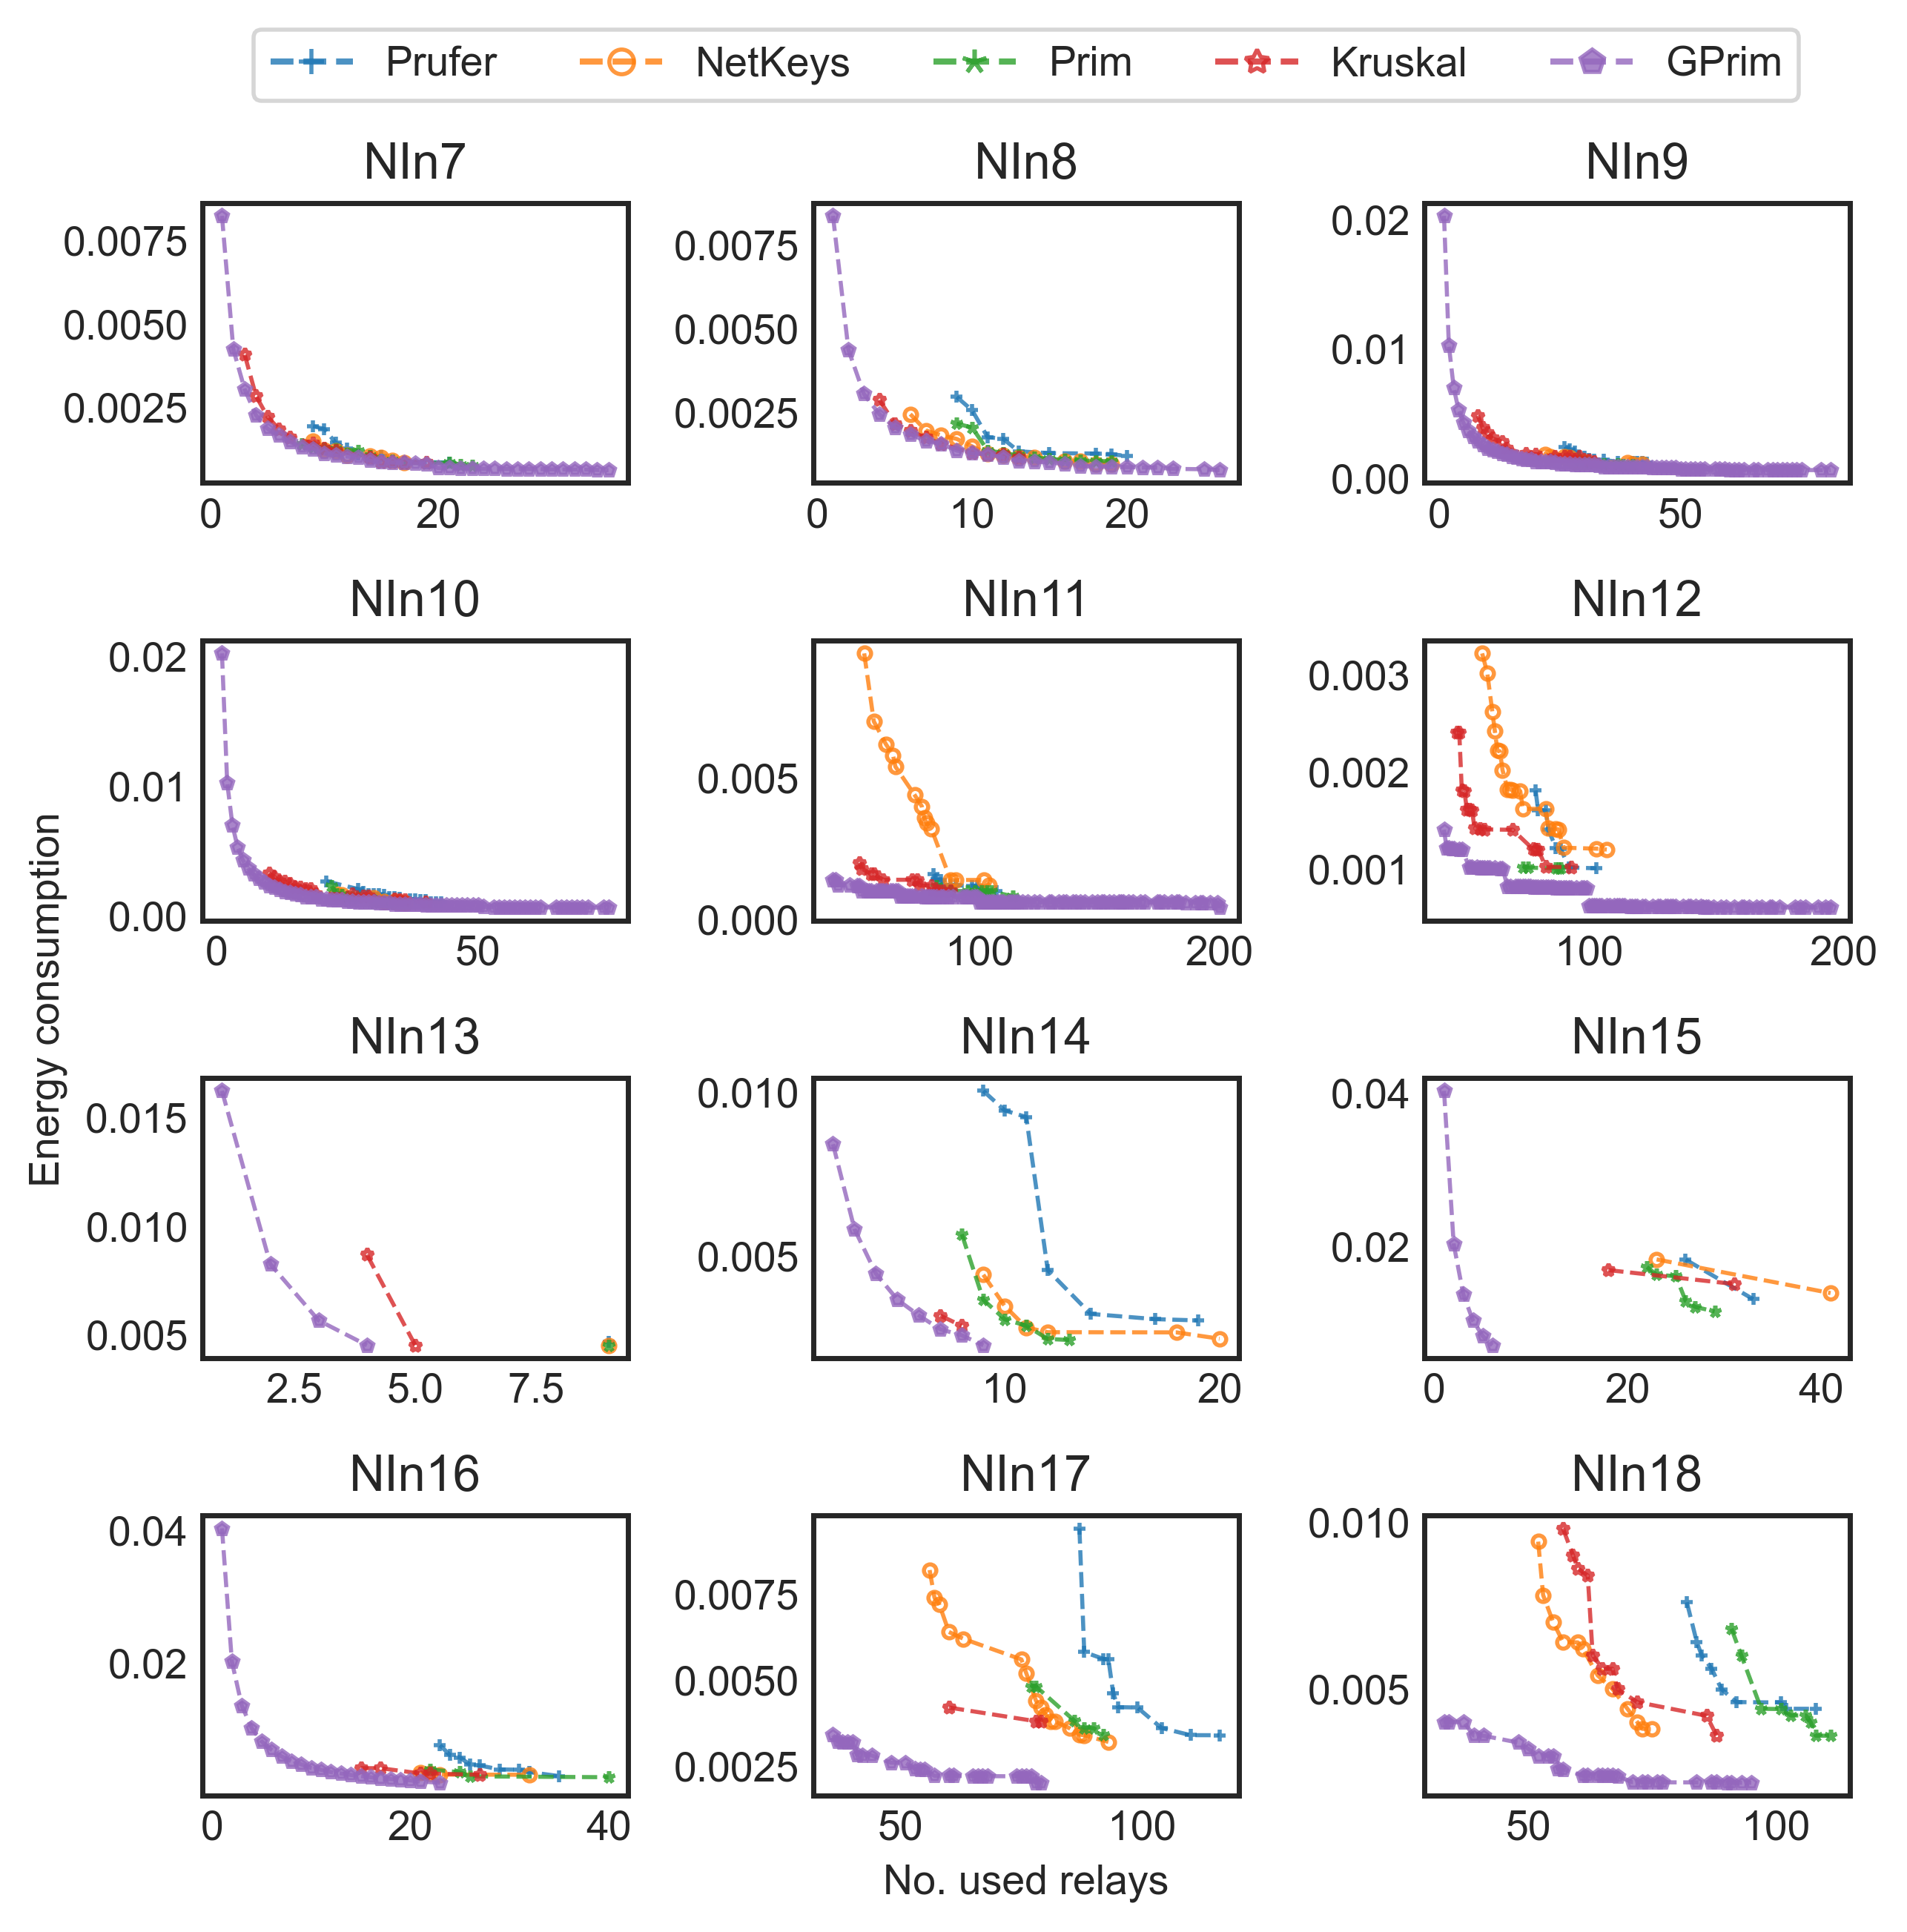 Prufer NetKeys Prim Kruskal GPrim
NIn7 NIn8 NIn9
0.0075 0.0075 0.02
0.0050 0.0050 0.01
0.0025 0.0025 0.00
0 20 0 10 20 0 50
NIn10 NIn11 NIn12
0.02 0.005 0.003
0.01 0.000 0.002
0.00 0.001
0 50 100 200 100 200
Energy consumption
NIn13 NIn14 NIn15
0.015 0.010 0.04
0.010 0.005 0.02
0.005
2.5 5.0 7.5 10 20 0 20 40
NIn16 NIn17 NIn18
0.04 0.0075 0.010
0.02 0.0050 0.005
0.0025
0 20 40 50 100 50 100
No. used relays